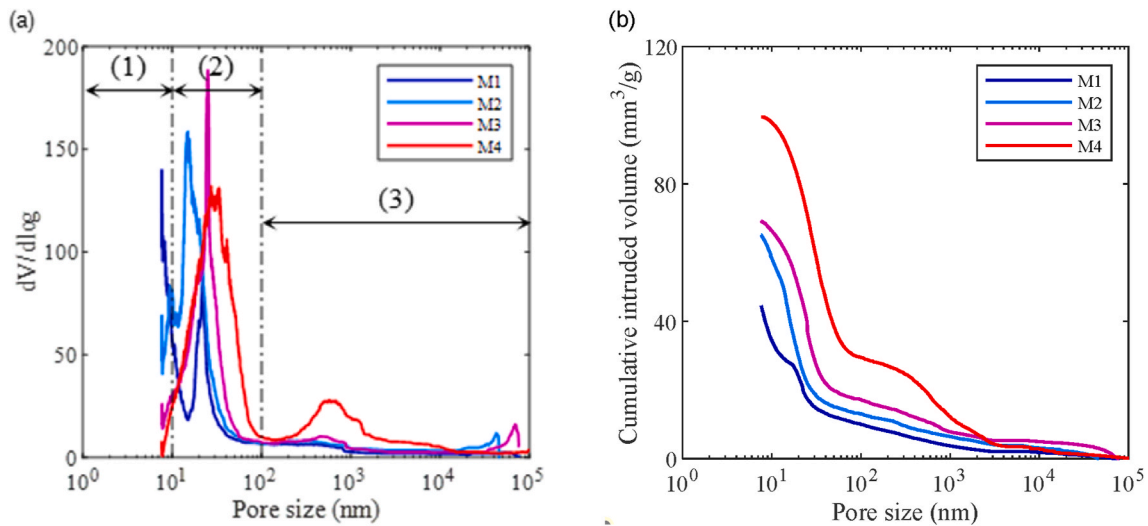 (a)
200
150
100
50
0
dV/dlog
(1)
(2)
(3)
M1
M2
M3
M4
10^0
10^1
10^2
10^3
10^4
10^5
Pore size (nm)
(b)
120
80
40
0
Cumulative intruded volume (mm^3/g)
M1
M2
M3
M4
10^0
10^1
10^2
10^3
10^4
10^5
Pore size (nm)